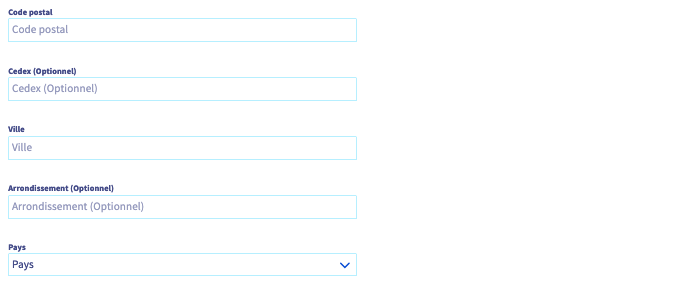 Code postal
Code postal
Cedex (Optionnel)
Cedex (Optionnel)
Ville
Ville
Arrondissement (Optionnel)
Arrondissement (Optionnel)
Pays
Pays